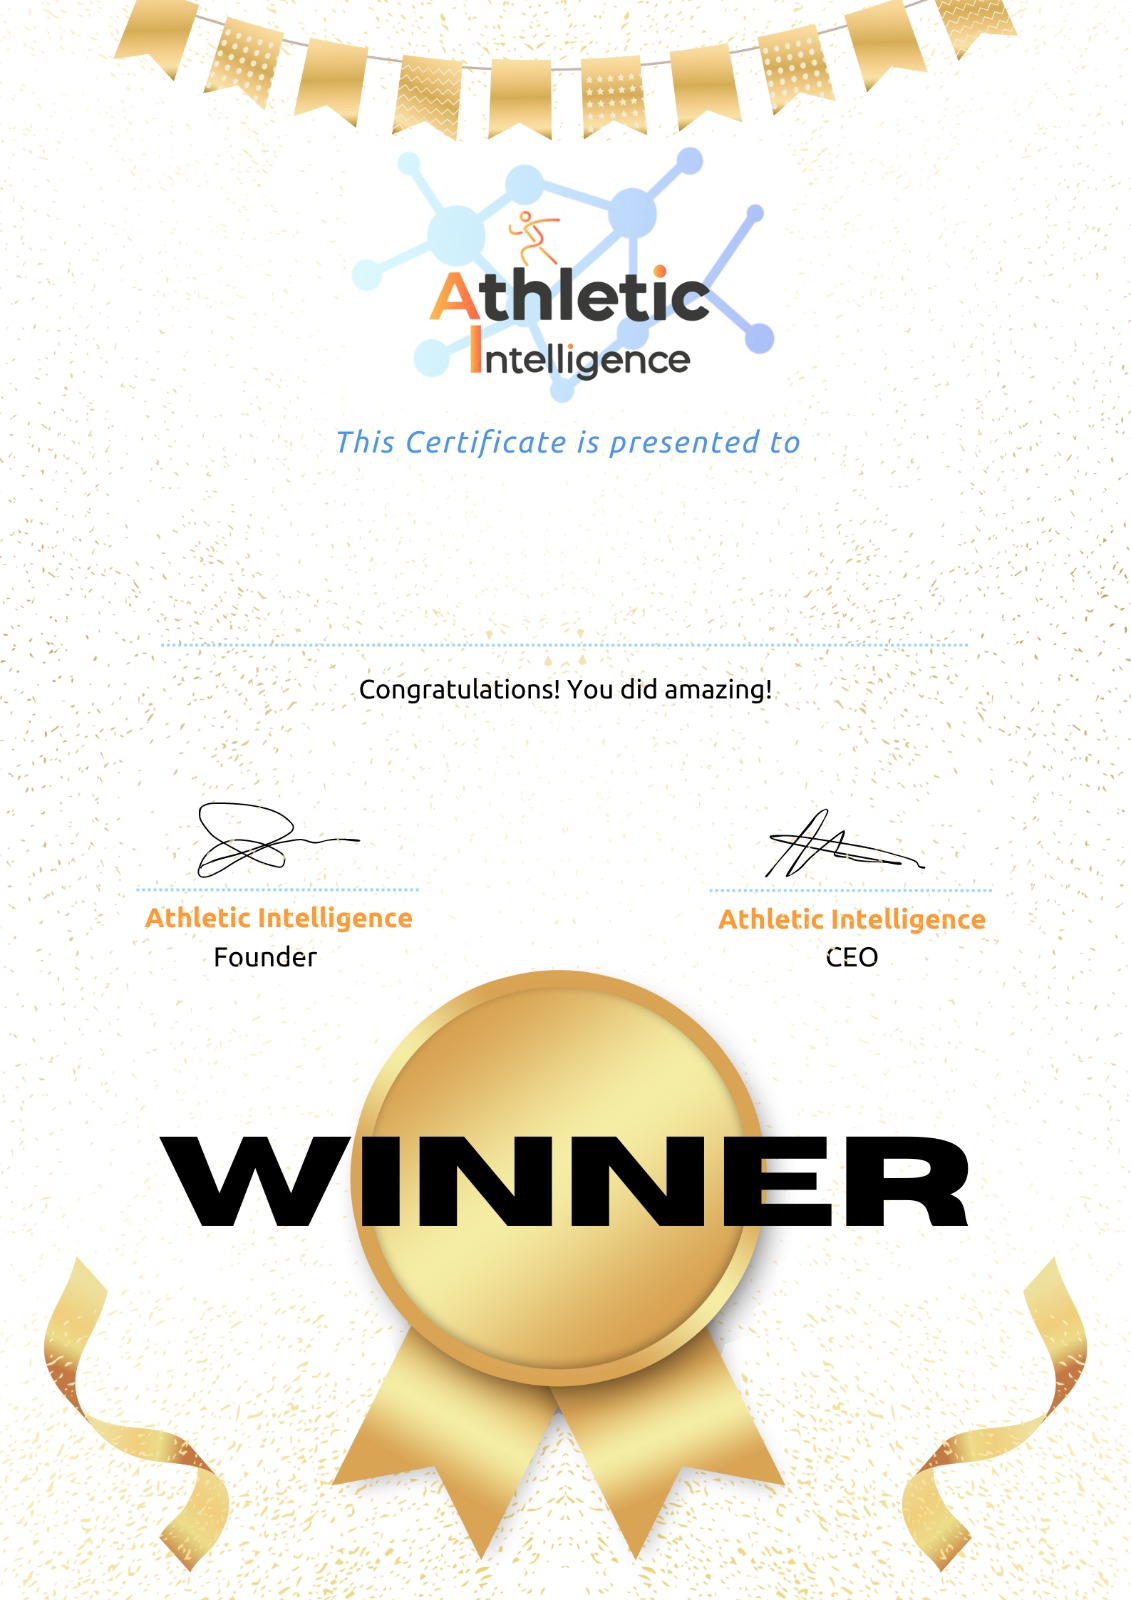 Athletic
Intelligence
This Certificate is presented to
Congratulations! You did amazing!
Athletic Intelligence
Founder
Athletic Intelligence
CEO
WINNER